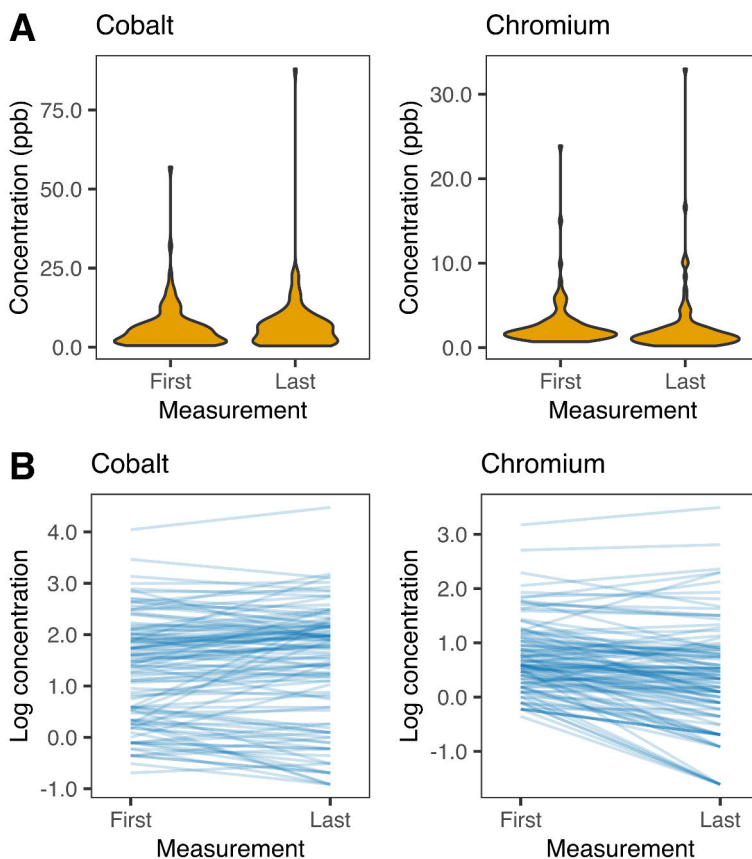 A
Cobalt
Chromium
Concentration (ppb)
75.0
50.0
25.0
0.0
First
Last
Measurement
Concentration (ppb)
30.0
20.0
10.0
0.0
First
Last
Measurement
B
Cobalt
Chromium
Log concentration
4.0
3.0
2.0
1.0
0.0
-1.0
First
Last
Measurement
Log concentration
3.0
2.0
1.0
0.0
-1.0
First
Last
Measurement